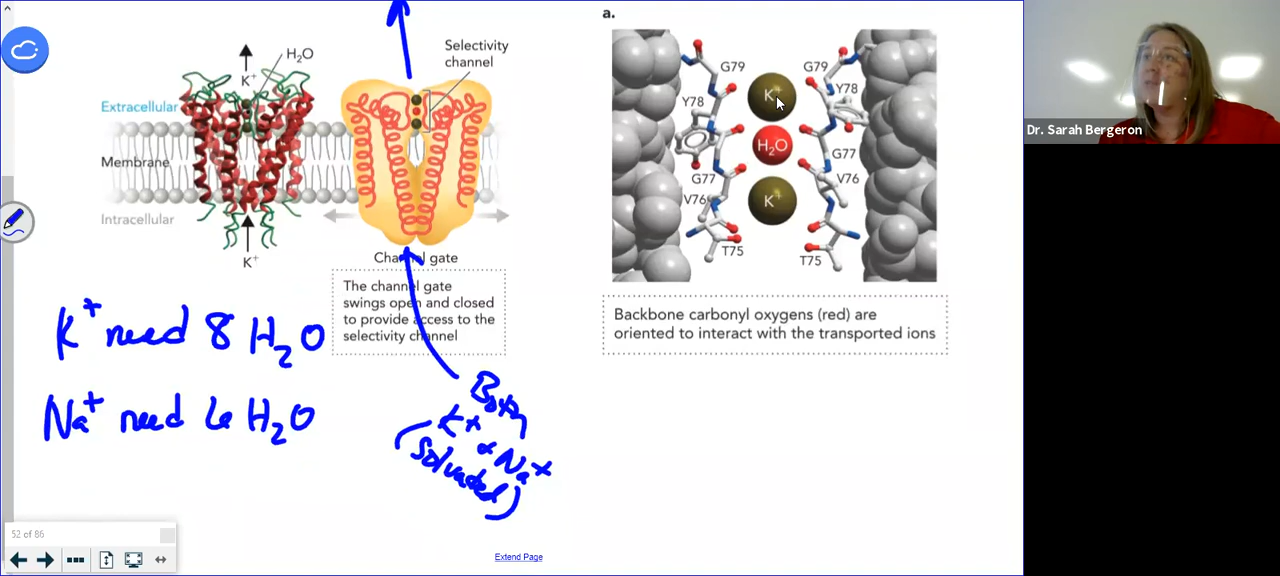 a.
H₂O
K⁺
Selectivity
channel
Extracellular
Membrane
Intracellular
K⁺
Channel gate
The channel gate
swings open and closed
to provide access to the
selectivity channel
G79
G79
K⁺
Y78
Y78
H₂O
G77
G77
V76
V76
K⁺
T75
T75
Backbone carbonyl oxygens (red) are
oriented to interact with the transported ions
Dr. Sarah Bergeron
K⁺ need 8 H₂O
Na⁺ need 6 H₂O
Both
K⁺
& Na⁺
(Solvated)
52 of 86
Extend Page